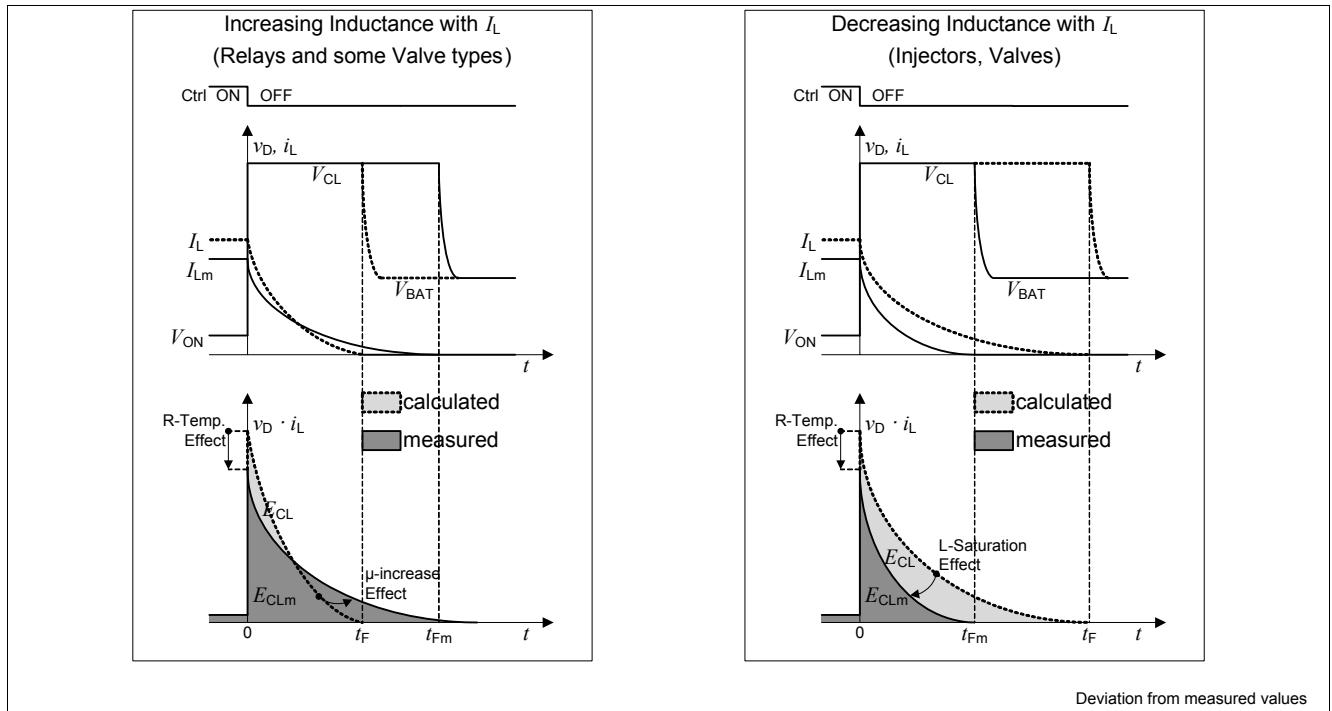 Increasing Inductance with IL
(Relays and some Valve types)
Ctrl ON OFF
vD, iL
VCL
IL
ILm
VBAT
VON
t
calculated
measured
R-Temp.
Effect
vD · iL
ECL
µ-increase
Effect
ECLm
0
tF
tFm
t
Decreasing Inductance with IL
(Injectors, Valves)
Ctrl ON OFF
vD, iL
VCL
IL
ILm
VBAT
VON
t
calculated
measured
R-Temp.
Effect
vD · iL
ECL
L-Saturation
Effect
ECLm
0
tFm
tF
t
Deviation from measured values